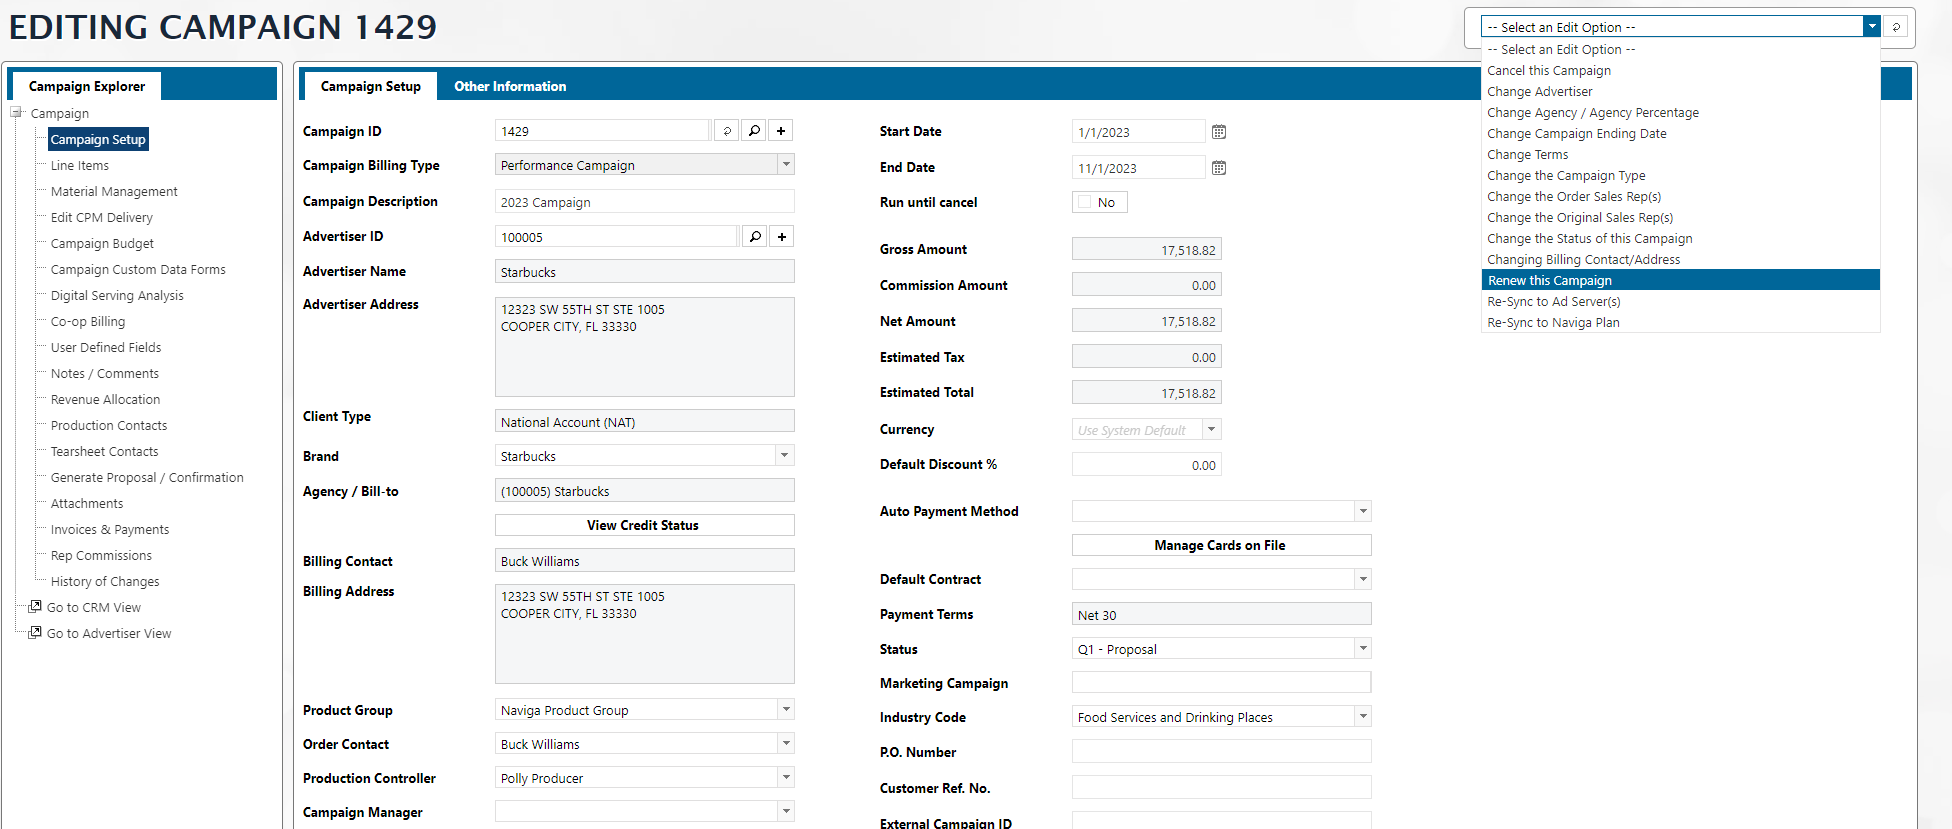 EDITING CAMPAIGN 1429
-- Select an Edit Option --
-- Select an Edit Option --
Cancel this Campaign
Change Advertiser
Change Agency / Agency Percentage
Change Campaign Ending Date
Change Terms
Change the Campaign Type
Change the Order Sales Rep(s)
Change the Original Sales Rep(s)
Change the Status of this Campaign
Changing Billing Contact/Address
Renew this Campaign
Re-Sync to Ad Server(s)
Re-Sync to Naviga Plan
Campaign Explorer
Campaign
Campaign Setup
Line Items
Material Management
Edit CPM Delivery
Campaign Budget
Campaign Custom Data Forms
Digital Serving Analysis
Co-op Billing
User Defined Fields
Notes / Comments
Revenue Allocation
Production Contacts
Tearsheet Contacts
Generate Proposal / Confirmation
Attachments
Invoices & Payments
Rep Commissions
History of Changes
Go to CRM View
Go to Advertiser View
Campaign Setup Other Information
Campaign ID 1429
Campaign Billing Type Performance Campaign
Campaign Description 2023 Campaign
Advertiser ID 100005
Advertiser Name Starbucks
Advertiser Address 12323 SW 55TH ST STE 1005
COOPER CITY, FL 33330
Client Type National Account (NAT)
Brand Starbucks
Agency / Bill-to (100005) Starbucks
View Credit Status
Billing Contact Buck Williams
Billing Address 12323 SW 55TH ST STE 1005
COOPER CITY, FL 33330
Product Group Naviga Product Group
Order Contact Buck Williams
Production Controller Polly Producer
Campaign Manager
Start Date 1/1/2023
End Date 11/1/2023
Run until cancel No
Gross Amount 17,518.82
Commission Amount 0.00
Net Amount 17,518.82
Estimated Tax 0.00
Estimated Total 17,518.82
Currency Use System Default
Default Discount % 0.00
Auto Payment Method
Manage Cards on File
Default Contract
Payment Terms Net 30
Status Q1 - Proposal
Marketing Campaign
Industry Code Food Services and Drinking Places
P.O. Number
Customer Ref. No.
External Campaign ID